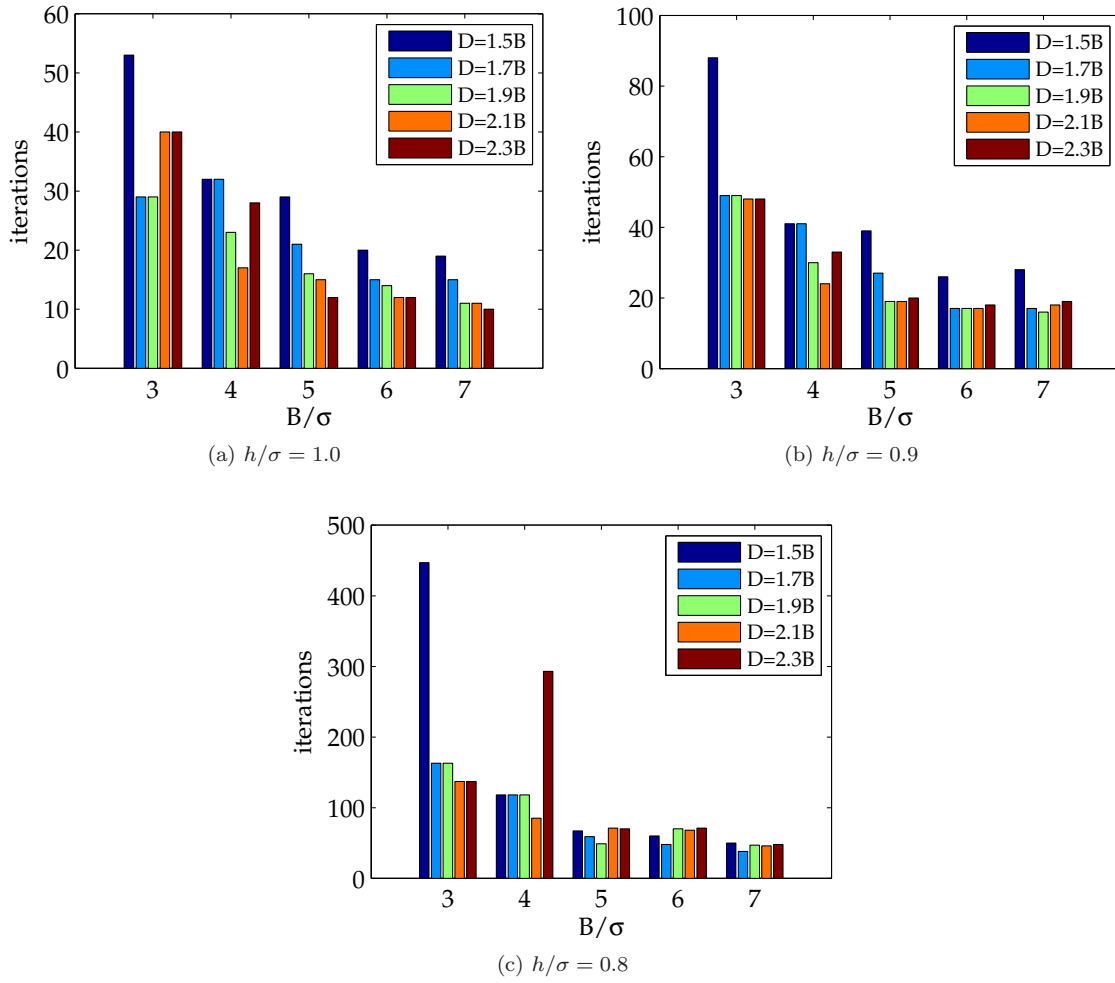 60
50
40
30
20
10
0
iterations
3 4 5 6 7
B/σ
D=1.5B
D=1.7B
D=1.9B
D=2.1B
D=2.3B
(a) h/σ = 1.0
100
80
60
40
20
0
iterations
3 4 5 6 7
B/σ
D=1.5B
D=1.7B
D=1.9B
D=2.1B
D=2.3B
(b) h/σ = 0.9
500
400
300
200
100
0
iterations
3 4 5 6 7
B/σ
D=1.5B
D=1.7B
D=1.9B
D=2.1B
D=2.3B
(c) h/σ = 0.8